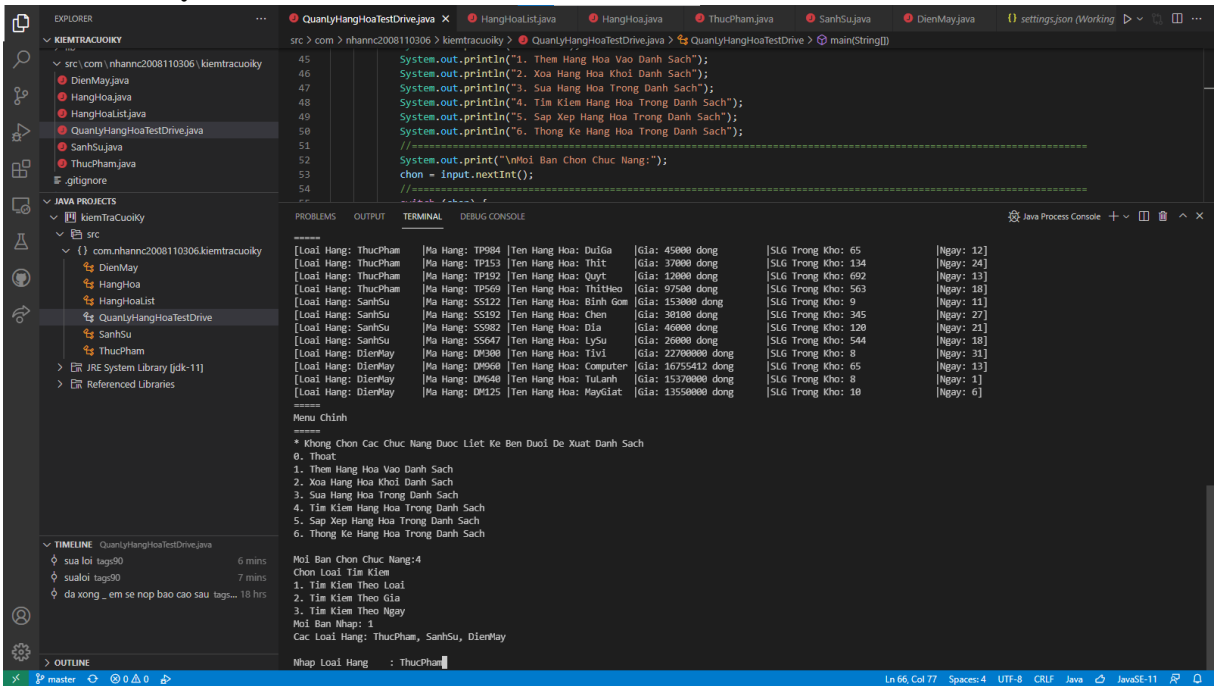 EXPLORER ...
QuanLyHangHoaTestDrive.java × HangHoaList.java HangHoa.java ThucPham.java SanhSu.java DienMay.java {} settings.json (Working
KIEMTRACUOIKY
src > com > nhannc2008110306 > kiemtracuoiky > QuanLyHangHoaTestDrive.java > QuanLyHangHoaTestDrive > main(String[])
src\com\nhannc2008110306\kiemtracuoiky
DienMay.java
HangHoa.java
HangHoaList.java
QuanLyHangHoaTestDrive.java
SanhSu.java
ThucPham.java
.gitignore
45 System.out.println("1. Them Hang Hoa Vao Danh Sach");
46 System.out.println("2. Xoa Hang Hoa Khoi Danh Sach");
47 System.out.println("3. Sua Hang Hoa Trong Danh Sach");
48 System.out.println("4. Tim Kiem Hang Hoa Trong Danh Sach");
49 System.out.println("5. Sap Xep Hang Hoa Trong Danh Sach");
50 System.out.println("6. Thong Ke Hang Hoa Trong Danh Sach");
51 //=====
52 System.out.print("\nMoi Ban Chon Chuc Nang:");
53 chon = input.nextInt();
54 //=====
JAVA PROJECTS
kiemTraCuoiKy
src
{} com.nhannc2008110306.kiemtracuoiky
DienMay
HangHoa
HangHoaList
QuanLyHangHoaTestDrive
SanhSu
ThucPham
JRE System Library [jdk-11]
Referenced Libraries
PROBLEMS OUTPUT TERMINAL DEBUG CONSOLE Java Process Console
=====
[Loai Hang: ThucPham |Ma Hang: TP984 |Ten Hang Hoa: DuiGa |Gia: 45000 dong |SLG Trong Kho: 65 |Ngay: 12]
[Loai Hang: ThucPham |Ma Hang: TP153 |Ten Hang Hoa: Thit |Gia: 37000 dong |SLG Trong Kho: 134 |Ngay: 24]
[Loai Hang: ThucPham |Ma Hang: TP192 |Ten Hang Hoa: Quyt |Gia: 12000 dong |SLG Trong Kho: 692 |Ngay: 13]
[Loai Hang: ThucPham |Ma Hang: TP569 |Ten Hang Hoa: ThitHeo |Gia: 97500 dong |SLG Trong Kho: 563 |Ngay: 18]
[Loai Hang: SanhSu |Ma Hang: SS122 |Ten Hang Hoa: Binh Gom |Gia: 153000 dong |SLG Trong Kho: 9 |Ngay: 11]
[Loai Hang: SanhSu |Ma Hang: SS192 |Ten Hang Hoa: Chen |Gia: 30100 dong |SLG Trong Kho: 345 |Ngay: 27]
[Loai Hang: SanhSu |Ma Hang: SS982 |Ten Hang Hoa: Dia |Gia: 46000 dong |SLG Trong Kho: 120 |Ngay: 21]
[Loai Hang: SanhSu |Ma Hang: SS647 |Ten Hang Hoa: LySu |Gia: 26000 dong |SLG Trong Kho: 544 |Ngay: 18]
[Loai Hang: DienMay |Ma Hang: DM300 |Ten Hang Hoa: Tivi |Gia: 22700000 dong |SLG Trong Kho: 8 |Ngay: 31]
[Loai Hang: DienMay |Ma Hang: DM960 |Ten Hang Hoa: Computer |Gia: 16755412 dong |SLG Trong Kho: 65 |Ngay: 13]
[Loai Hang: DienMay |Ma Hang: DM640 |Ten Hang Hoa: TuLanh |Gia: 15370000 dong |SLG Trong Kho: 8 |Ngay: 1]
[Loai Hang: DienMay |Ma Hang: DM125 |Ten Hang Hoa: MayGiat |Gia: 13550000 dong |SLG Trong Kho: 10 |Ngay: 6]
=====
Menu Chinh
=====
* Khong Chon Cac Chuc Nang Duoc Liet Ke Ben Duoi De Xuat Danh Sach
0. Thoat
1. Them Hang Hoa Vao Danh Sach
2. Xoa Hang Hoa Khoi Danh Sach
3. Sua Hang Hoa Trong Danh Sach
4. Tim Kiem Hang Hoa Trong Danh Sach
5. Sap Xep Hang Hoa Trong Danh Sach
6. Thong Ke Hang Hoa Trong Danh Sach
Moi Ban Chon Chuc Nang:4
Chon Loai Tim Kiem
1. Tim Kiem Theo Loai
2. Tim Kiem Theo Gia
3. Tim Kiem Theo Ngay
Moi Ban Nhap: 1
Cac Loai Hang: ThucPham, SanhSu, DienMay
Nhap Loai Hang : ThucPham
TIMELINE QuanLyHangHoaTestDrive.java
sua loi tags90 6 mins
sualoi tags90 7 mins
da xong _ em se nop bao cao sau tags... 18 hrs
OUTLINE
master 0 0 Ln 66, Col 77 Spaces: 4 UTF-8 CRLF Java JavaSE-11